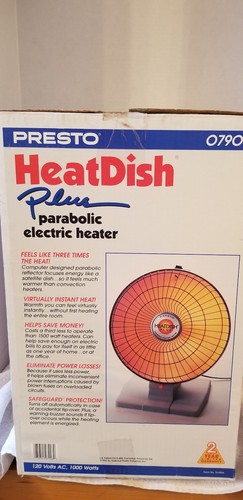 PRESTO® 0790
HeatDish®
Plus
parabolic
electric heater
FEELS LIKE THREE TIMES
THE HEAT!
Computer designed parabolic
reflector focuses energy like a
satellite dish...so it feels much
warmer than convection
heaters.
VIRTUALLY INSTANT HEAT!
Warmth you can feel virtually
instantly... without first heating
the entire room.
HELPS SAVE MONEY!
Costs a third less to operate
than 1500 watt heaters. Can
help save enough on electric
bills to pay for itself in as little
as one year at home... or at
the office.
ELIMINATE POWER LOSSES!
Because it uses less power,
it helps eliminate inconvenient
power interruptions caused by
blown fuses on overloaded
circuits.
SAFEGUARD PROTECTION!
Turns off automatically in case
of accidental tip-over. Plus, a
warning buzzer sounds if tip-
over occurs while the heating
element is energized.
HEATDISH
2
YEAR
120 Volts AC, 1000 Watts